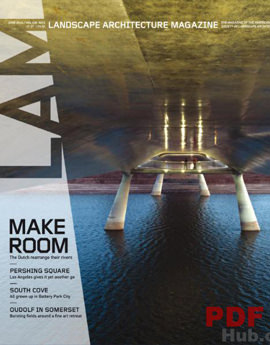 LANDSCAPE ARCHITECTURE MAGAZINE
LAM
MAKE
ROOM
The Dutch rearrange their rivers
PERSHING SQUARE
Los Angeles gives it yet another go
SOUTH COVE
All grown up in Battery Park City
OUDOLF IN SOMERSET
Burning fields around a fine art retreat
PDF
Hub.